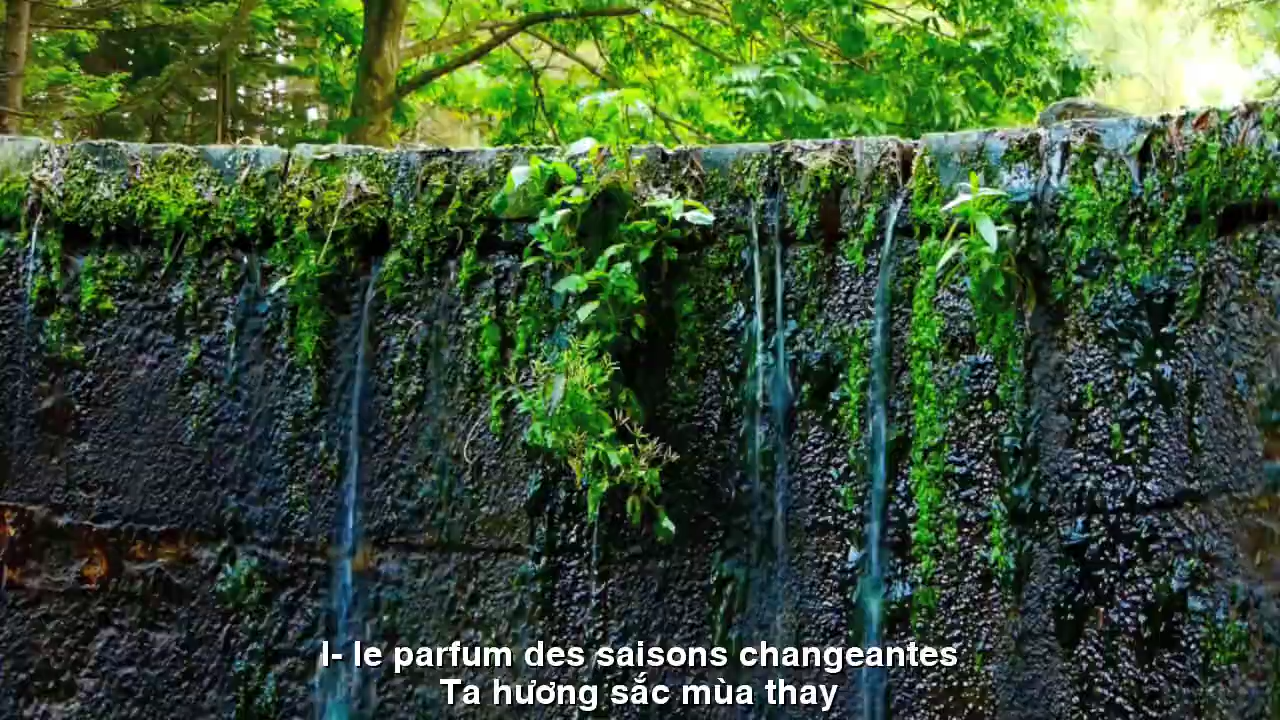 I- le parfum des saisons changeantes
Ta hương sắc mùa thay